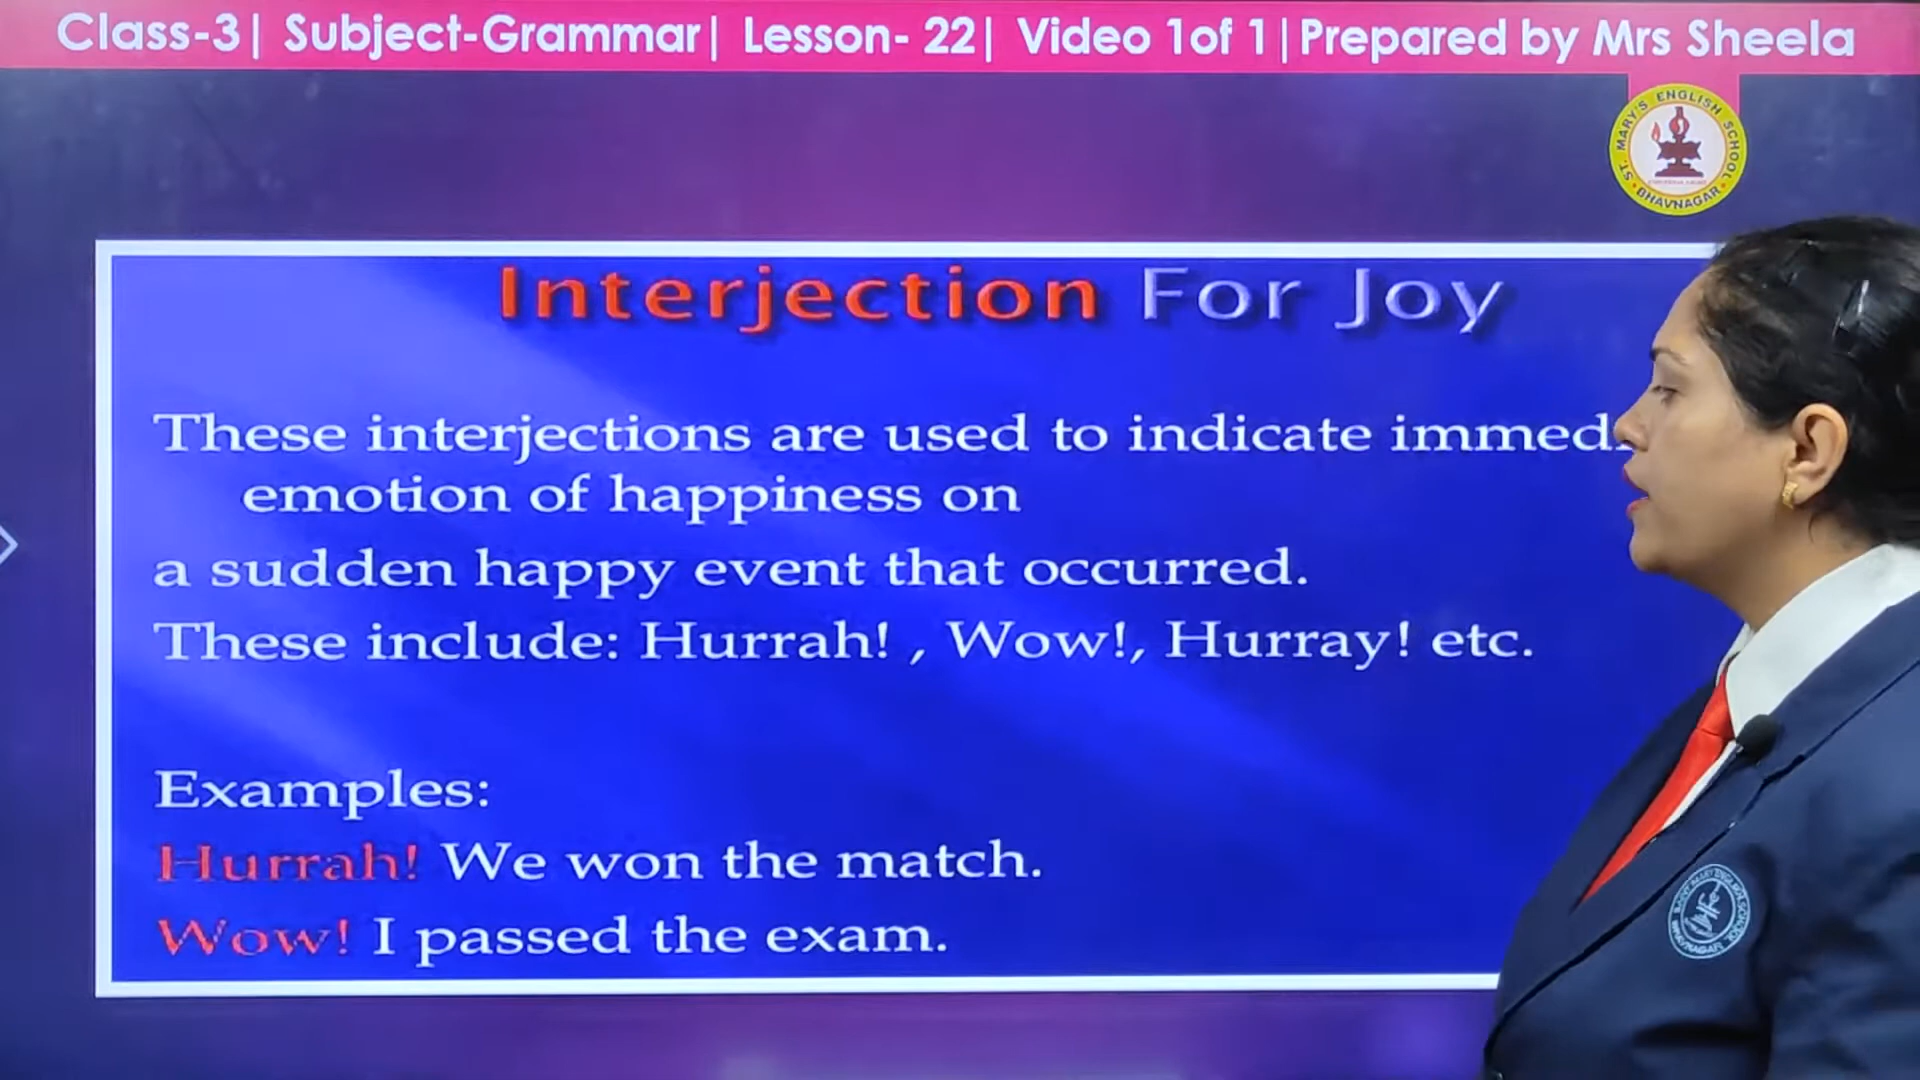 Class-3| Subject-Grammar| Lesson- 22| Video 1of 1|Prepared by Mrs Sheela
ST. MARY'S ENGLISH SCHOOL
BHAVNAGAR
Interjection For Joy
These interjections are used to indicate
emotion of happiness on
a sudden happy event that occurred.
These include: Hurrah! , Wow!, Hurray! etc.
Examples:
Hurrah! We won the match.
Wow! I passed the exam.